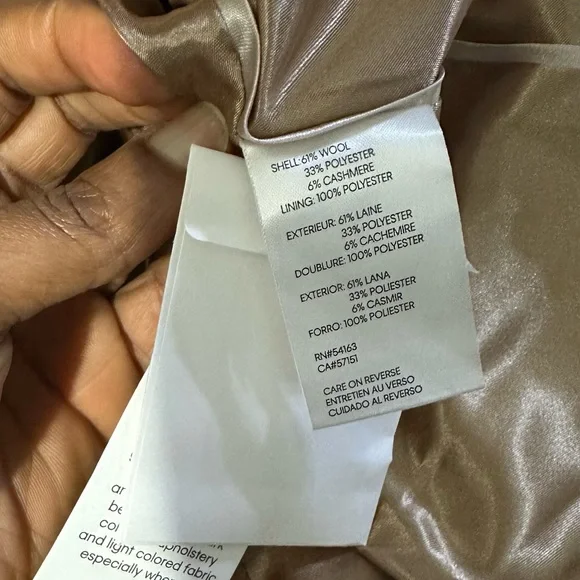 SHELL: 61% WOOL
33% POLYESTER
6% CASHMERE
LINING: 100% POLYESTER
EXTERIEUR: 61% LAINE
33% POLYESTER
6% CACHEMIRE
DOUBLURE: 100% POLYESTER
EXTERIOR: 61% LANA
33% POLIESTER
6% CASMIR
FORRO: 100% POLIESTER
RN#54163
CA#57151
CARE ON REVERSE
ENTRETIEN AU VERSO
CUIDADO AL REVERSO
and light colored fabric
especially